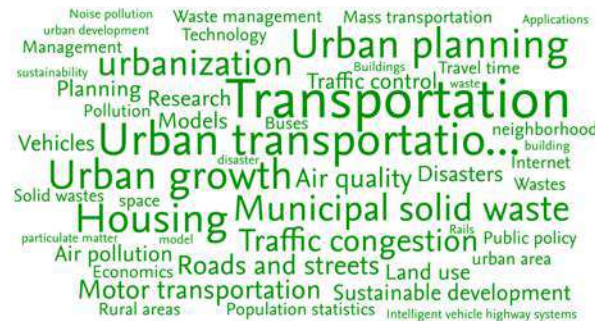 Noise pollution
Waste management
Mass transportation
Applications
urban development
Technology
Urban planning
Management
urbanization
Buildings
Travel time
sustainability
Traffic control
waste
Planning
Research
Transportation
Pollution
Models
Buses
neighborhood
Vehicles
Urban transportatio...
building
disaster
Internet
Urban growth
Air quality
Disasters
Wastes
Solid wastes
space
Housing
Municipal solid waste
particulate matter
model
Traffic congestion
Rails
Public policy
Air pollution
urban area
Economics
Roads and streets
Land use
Motor transportation
Sustainable development
Rural areas
Population statistics
Intelligent vehicle highway systems